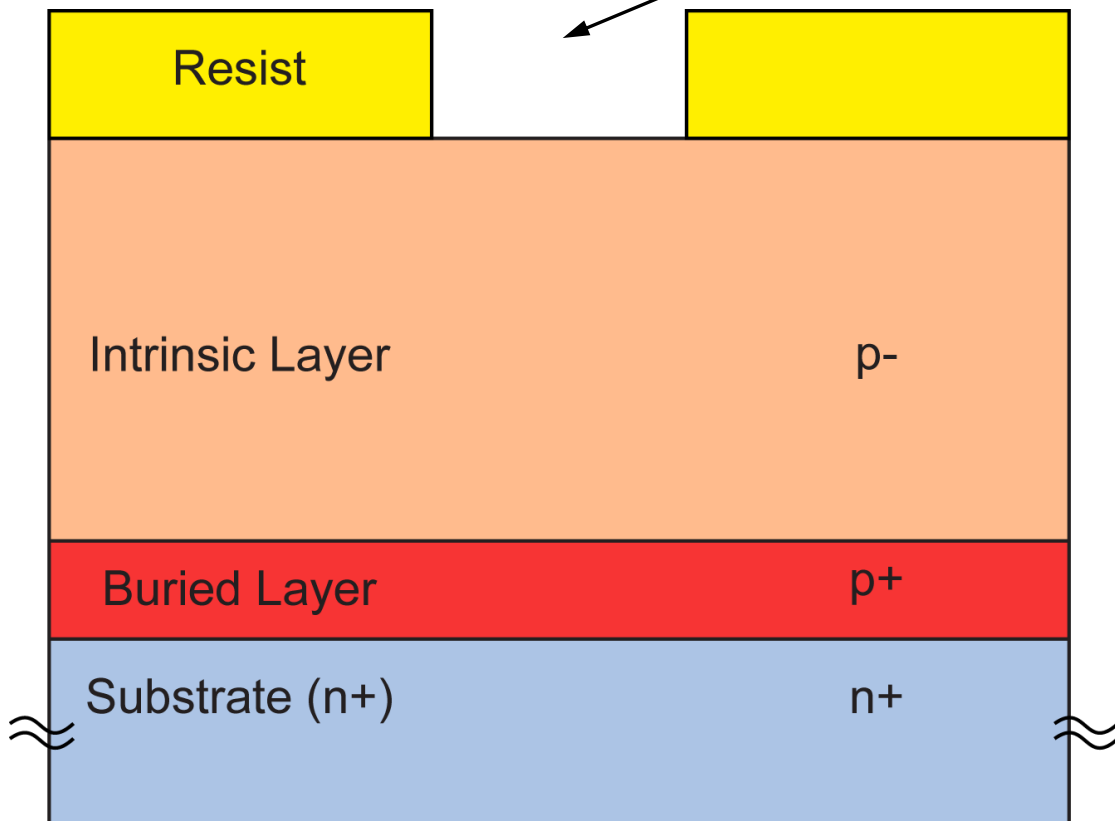 Resist
Intrinsic Layer p-
Buried Layer p+
Substrate (n+) n+